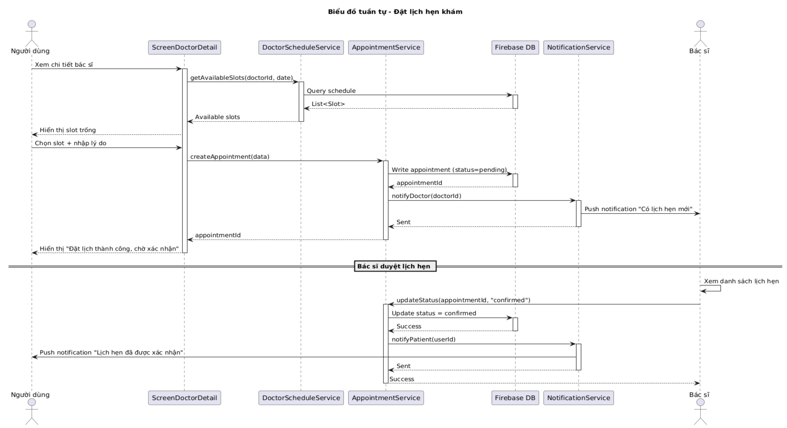 Biểu đồ tuần tự - Đặt lịch hẹn khám
Người dùng
ScreenDoctorDetail
DoctorScheduleService
AppointmentService
Firebase DB
NotificationService
Bác sĩ
Xem chi tiết bác sĩ
getAvailableSlots(doctorId, date)
Query schedule
List<Slot>
Available slots
Hiển thị slot trống
Chọn slot + nhập lý do
createAppointment(data)
Write appointment (status=pending)
appointmentId
notifyDoctor(doctorId)
Push notification "Có lịch hẹn mới"
Sent
appointmentId
Hiển thị "Đặt lịch thành công, chờ xác nhận"
Bác sĩ duyệt lịch hẹn
Xem danh sách lịch hẹn
updateStatus(appointmentId, "confirmed")
Update status = confirmed
Success
notifyPatient(userId)
Push notification "Lịch hẹn đã được xác nhận"
Sent
Success
Người dùng
ScreenDoctorDetail
DoctorScheduleService
AppointmentService
Firebase DB
NotificationService
Bác sĩ